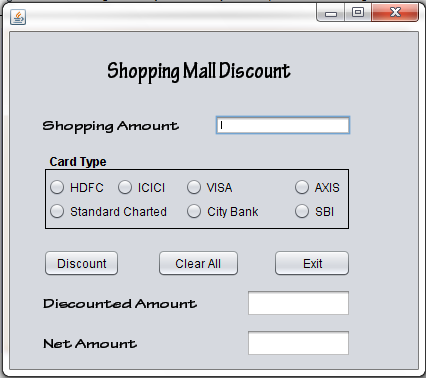 Shopping Mall Discount
Shopping Amount
Card Type
HDFC ICICI VISA AXIS
Standard Charted City Bank SBI
Discount Clear All Exit
Discounted Amount
Net Amount